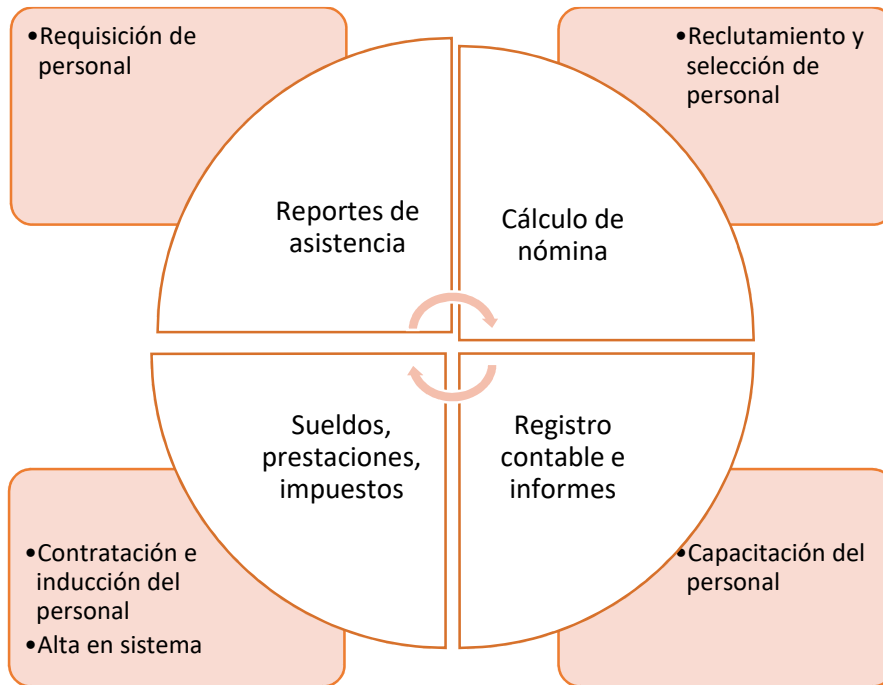 •Requisición de
personal
•Reclutamiento y
selección de
personal
Reportes de
asistencia
Cálculo de
nómina
Sueldos,
prestaciones,
impuestos
Registro
contable e
informes
•Contratación e
inducción del
personal
•Alta en sistema
•Capacitación del
personal